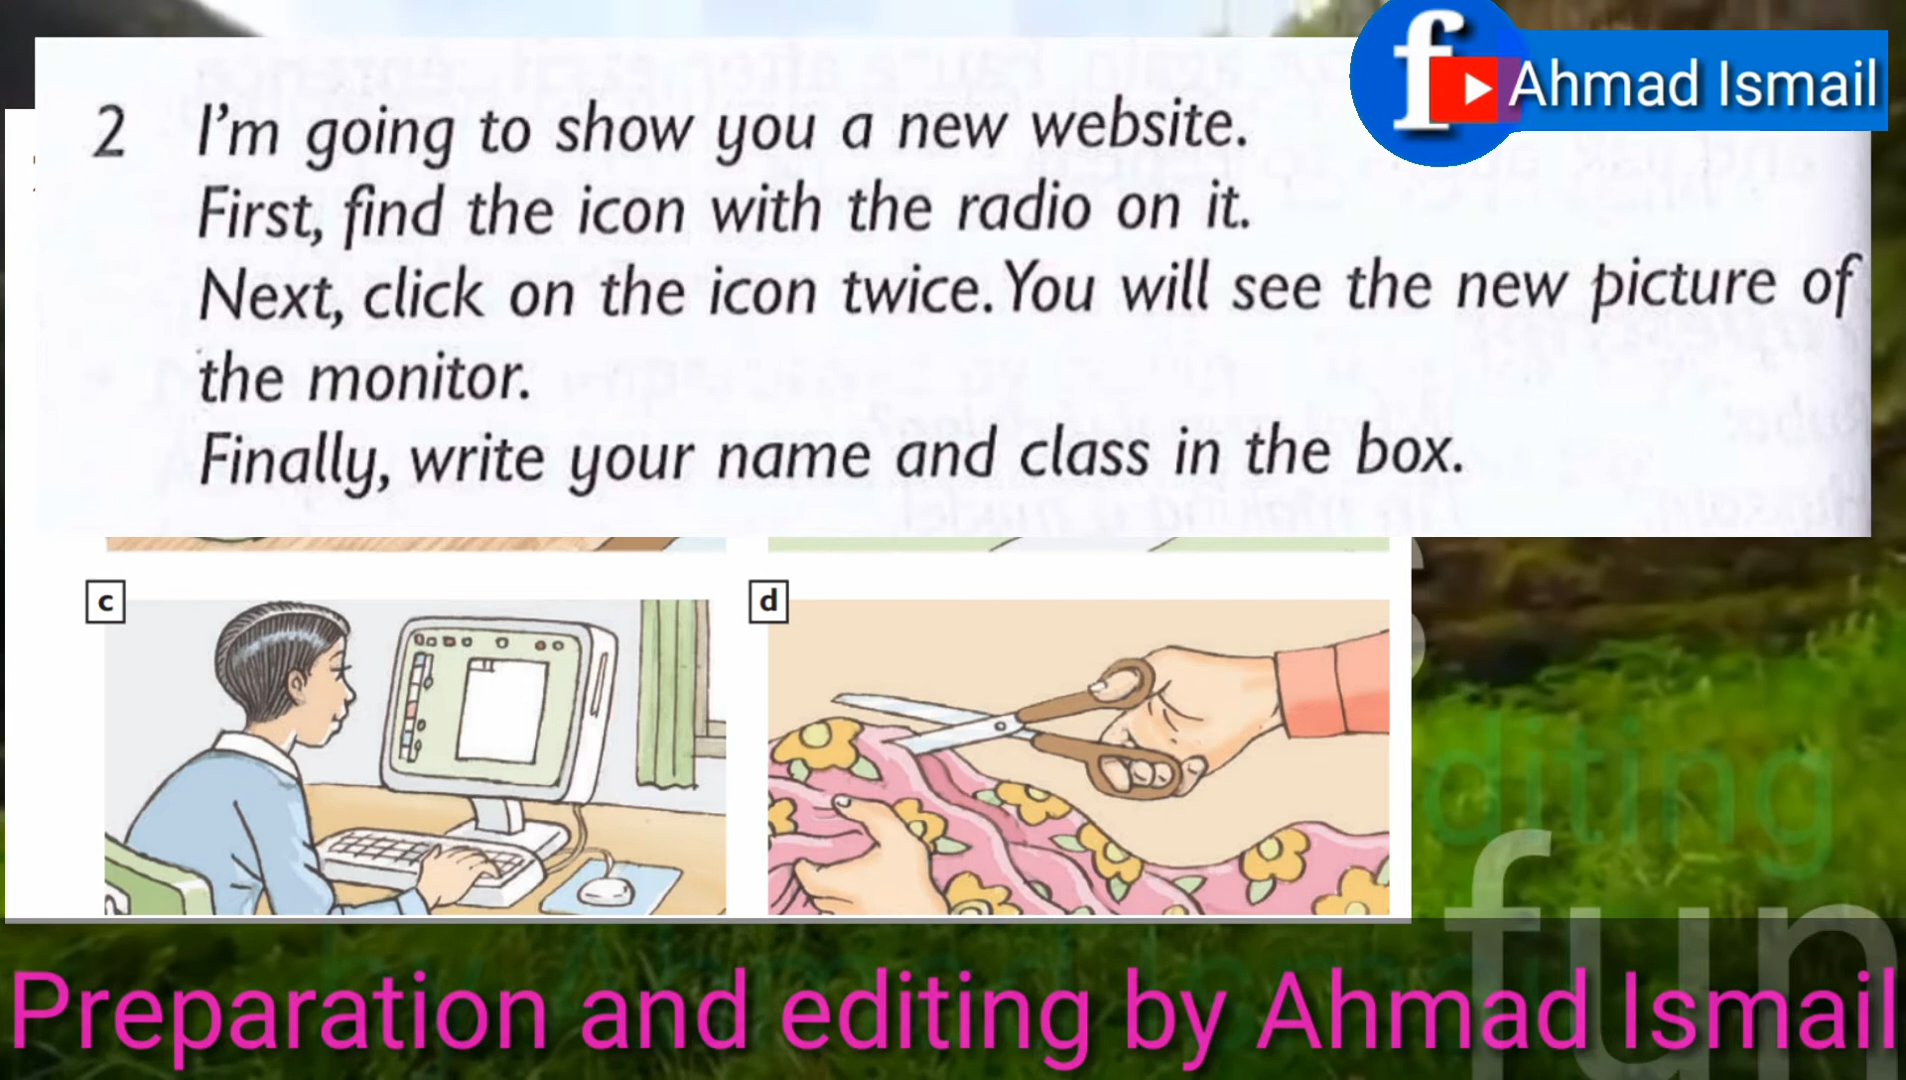 Ahmad Ismail
2 I'm going to show you a new website.
First, find the icon with the radio on it.
Next, click on the icon twice. You will see the new picture of
the monitor.
Finally, write your name and class in the box.
c
d
diting
fun
Preparation and editing by Ahmad Ismail